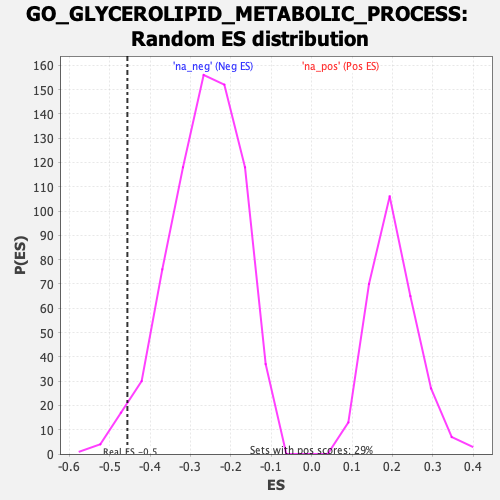 GO_GLYCEROLIPID_METABOLIC_PROCESS:
Random ES distribution
'na_neg' (Neg ES)
'na_pos' (Pos ES)
160
150
140
130
120
110
100
90
80
70
60
50
40
30
20
10
0
P(ES)
Real ES -0.5
Sets with pos scores: 29%
-0.6 -0.5 -0.4 -0.3 -0.2 -0.1 0.0 0.1 0.2 0.3 0.4
ES